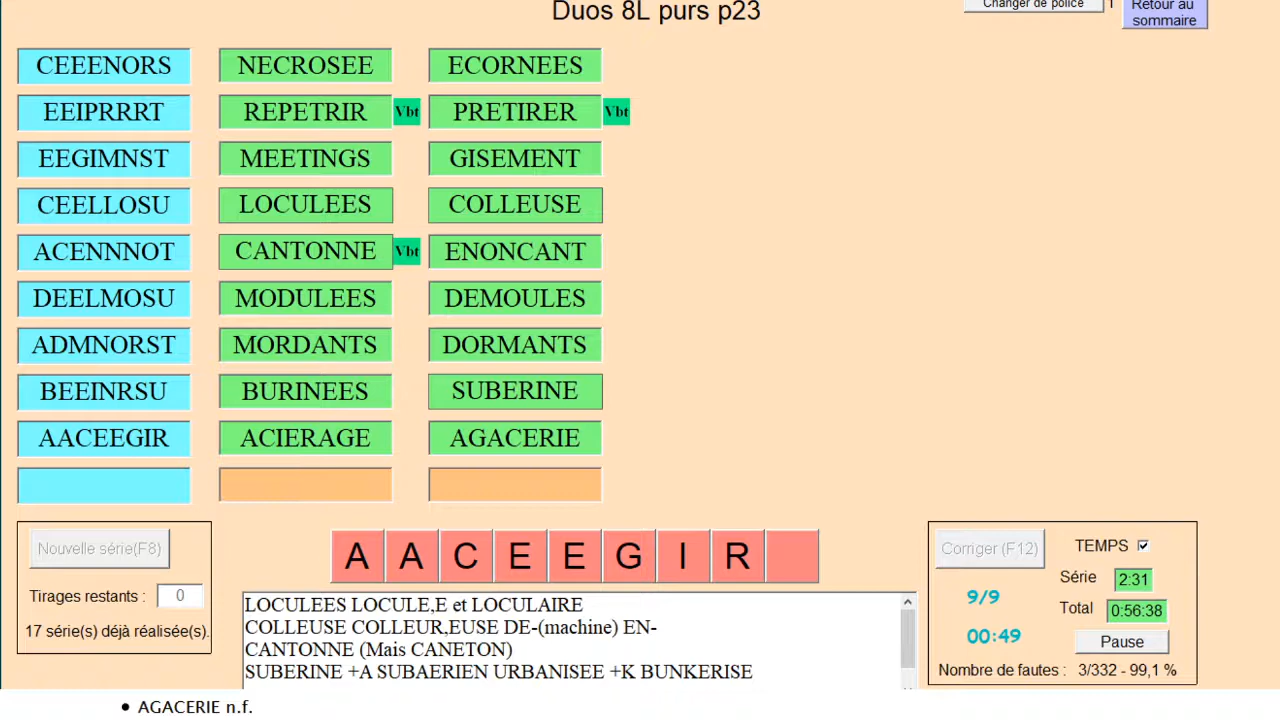 Duos 8L purs p23
Changer de police 1 Retour au sommaire
CEEENORS NECROSEE ECORNEES
EEIPRRRT REPETRIR Vbt PRETIRER Vbt
EEGIMNST MEETINGS GISEMENT
CEELLOSU LOCULEES COLLEUSE
ACENNNOT CANTONNE Vbt ENONCANT
DEELMOSU MODULEES DEMOULES
ADMNORST MORDANTS DORMANTS
BEEINRSU BURINEES SUBERINE
AACEEGIR ACIERAGE AGACERIE
Nouvelle série(F8)
Tirages restants : 0
17 série(s) déjà réalisée(s).
A A C E E G I R
LOCULEES LOCULE,E et LOCULAIRE
COLLEUSE COLLEUR,EUSE DE-(machine) EN-
CANTONNE (Mais CANETON)
SUBERINE +A SUBAERIEN URBANISEE +K BUNKERISE
Corriger (F12) TEMPS
Série 2:31
9/9
Total 0:56:38
00:49
Pause
Nombre de fautes : 3/332 - 99,1 %
• AGACERIE n.f.